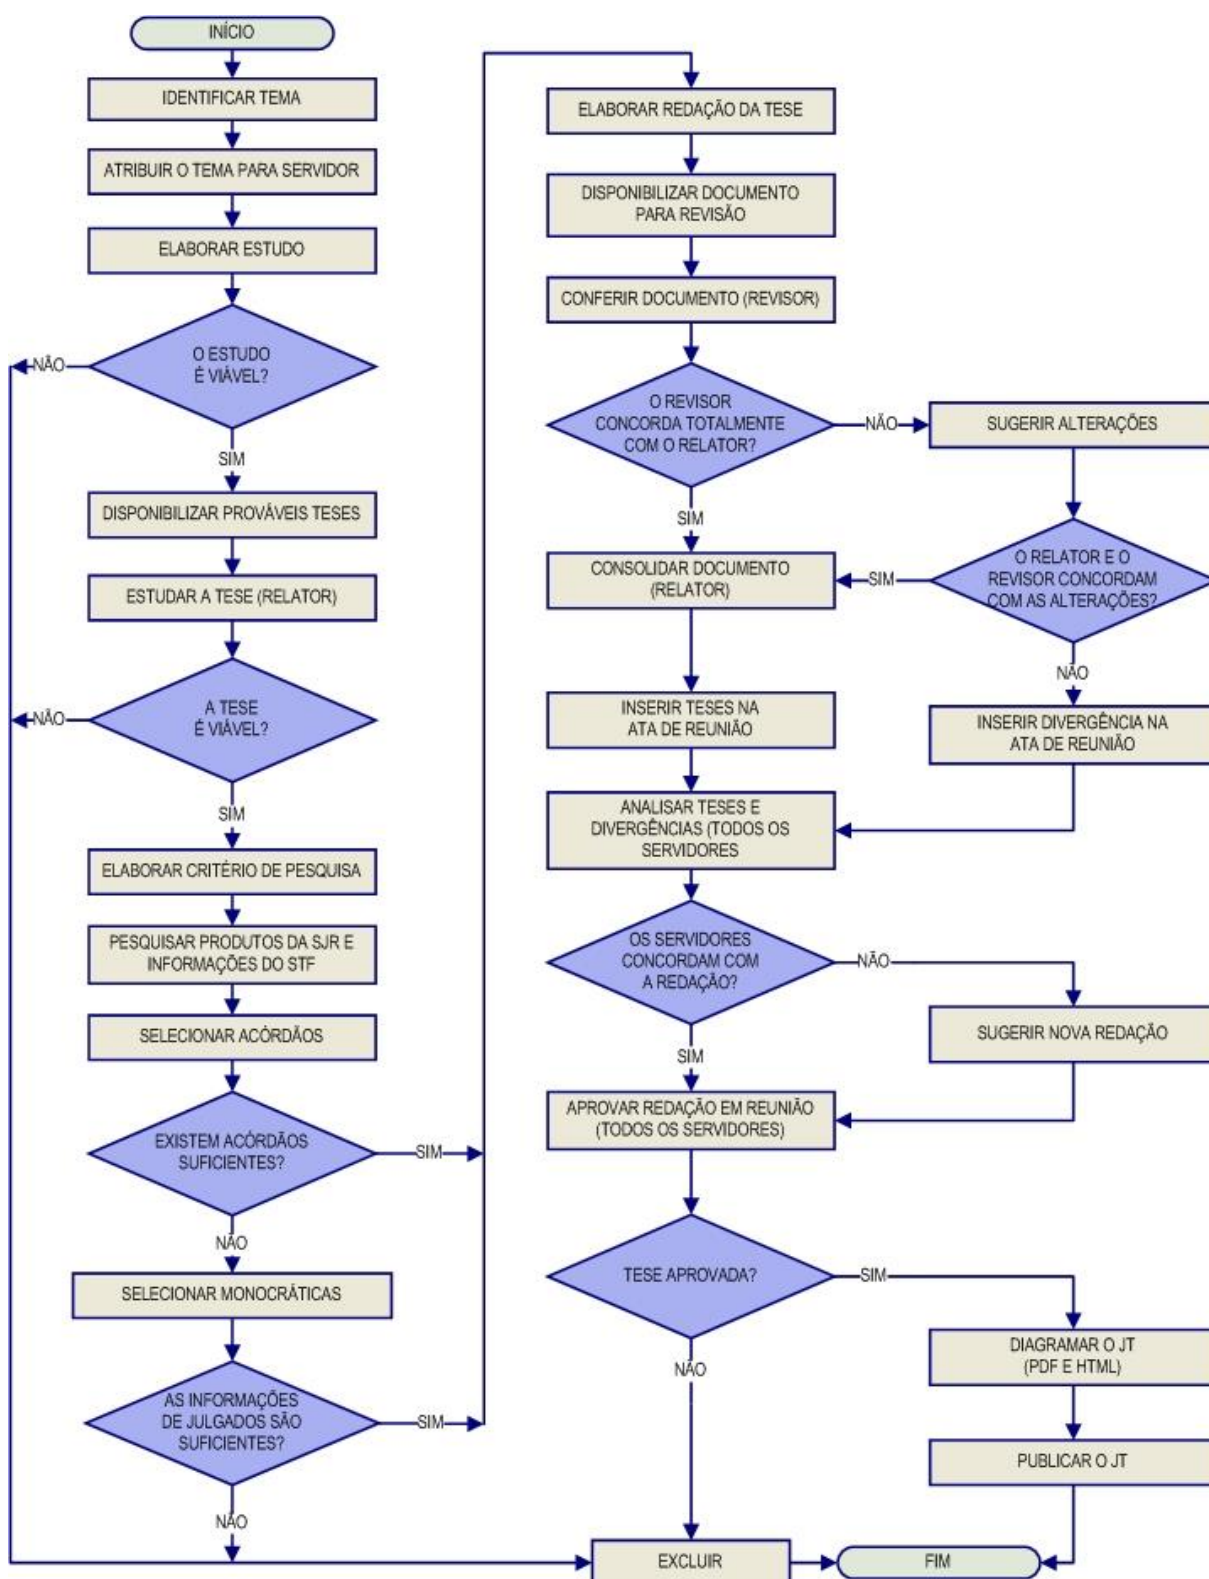 INÍCIO
IDENTIFICAR TEMA
ATRIBUIR O TEMA PARA SERVIDOR
ELABORAR ESTUDO
O ESTUDO
É VIÁVEL?
NÃO
SIM
DISPONIBILIZAR PROVÁVEIS TESES
ESTUDAR A TESE (RELATOR)
A TESE
É VIÁVEL?
NÃO
SIM
ELABORAR CRITÉRIO DE PESQUISA
PESQUISAR PRODUTOS DA SJR E
INFORMAÇÕES DO STF
SELECIONAR ACÓRDÃOS
EXISTEM ACÓRDÃOS
SUFICIENTES?
SIM
NÃO
SELECIONAR MONOCRÁTICAS
AS INFORMAÇÕES
DE JULGADOS SÃO
SUFICIENTES?
SIM
NÃO
ELABORAR REDAÇÃO DA TESE
DISPONIBILIZAR DOCUMENTO
PARA REVISÃO
CONFERIR DOCUMENTO (REVISOR)
O REVISOR
CONCORDA TOTALMENTE
COM O RELATOR?
NÃO
SUGERIR ALTERAÇÕES
SIM
O RELATOR E O
REVISOR CONCORDAM
COM AS ALTERAÇÕES?
SIM
CONSOLIDAR DOCUMENTO
(RELATOR)
NÃO
INSERIR TESES NA
ATA DE REUNIÃO
INSERIR DIVERGÊNCIA NA
ATA DE REUNIÃO
ANALISAR TESES E
DIVERGÊNCIAS (TODOS OS
SERVIDORES
OS SERVIDORES
CONCORDAM COM
A REDAÇÃO?
NÃO
SUGERIR NOVA REDAÇÃO
SIM
APROVAR REDAÇÃO EM REUNIÃO
(TODOS OS SERVIDORES)
TESE APROVADA?
SIM
DIAGRAMAR O JT
(PDF E HTML)
PUBLICAR O JT
NÃO
EXCLUIR
FIM